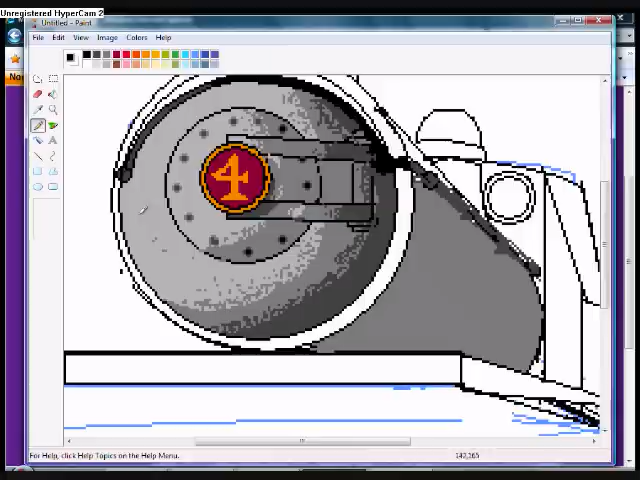 Unregistered HyperCam 2
Untitled - Paint
File Edit View Image Colors Help
4
For Help, click Help Topics on the Help Menu.
142,165